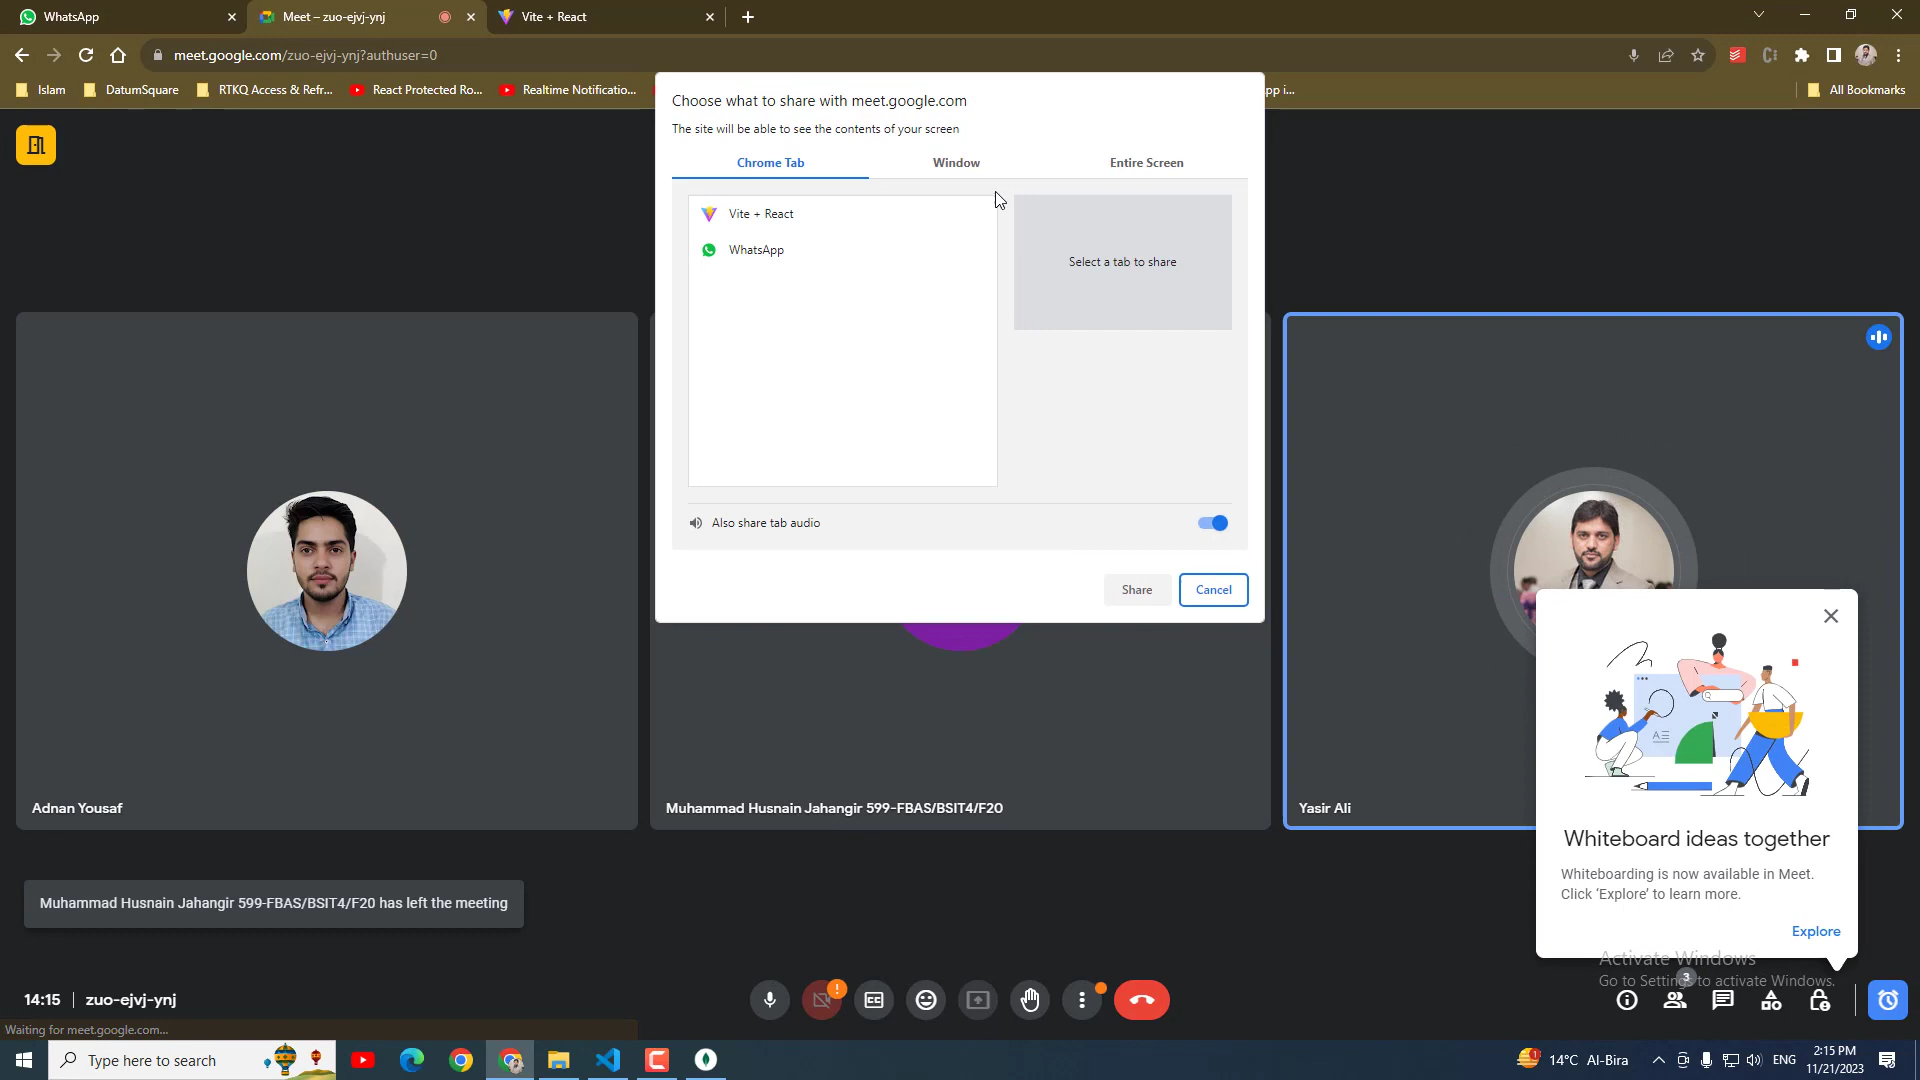 WhatsApp
Meet – zuo-ejvj-ynj
Vite + React
meet.google.com/zuo-ejvj-ynj?authuser=0
Islam
DatumSquare
RTKQ Access & Refr...
React Protected Ro...
Realtime Notificatio...
pp i...
All Bookmarks
Choose what to share with meet.google.com
The site will be able to see the contents of your screen
Chrome Tab
Window
Entire Screen
Vite + React
WhatsApp
Select a tab to share
Also share tab audio
Share
Cancel
Adnan Yousaf
Muhammad Husnain Jahangir 599-FBAS/BSIT4/F20
Yasir Ali
Whiteboard ideas together
Whiteboarding is now available in Meet.
Click ‘Explore’ to learn more.
Explore
Muhammad Husnain Jahangir 599-FBAS/BSIT4/F20 has left the meeting
Activate Windows
Go to Settings to activate Windows.
3
14:15
zuo-ejvj-ynj
Waiting for meet.google.com...
Type here to search
1
14°C Al-Bira
ENG
2:15 PM
11/21/2023